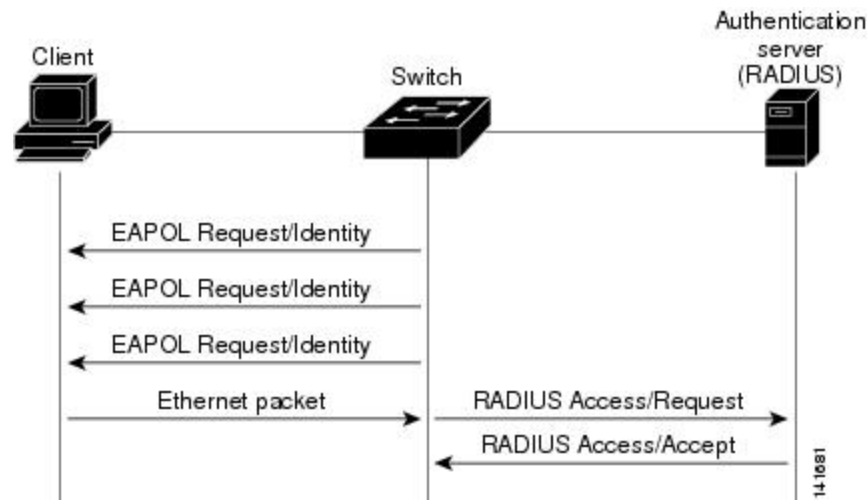 Client
Switch
Authentication
server
(RADIUS)
EAPOL Request/Identity
EAPOL Request/Identity
EAPOL Request/Identity
Ethernet packet
RADIUS Access/Request
RADIUS Access/Accept
141681